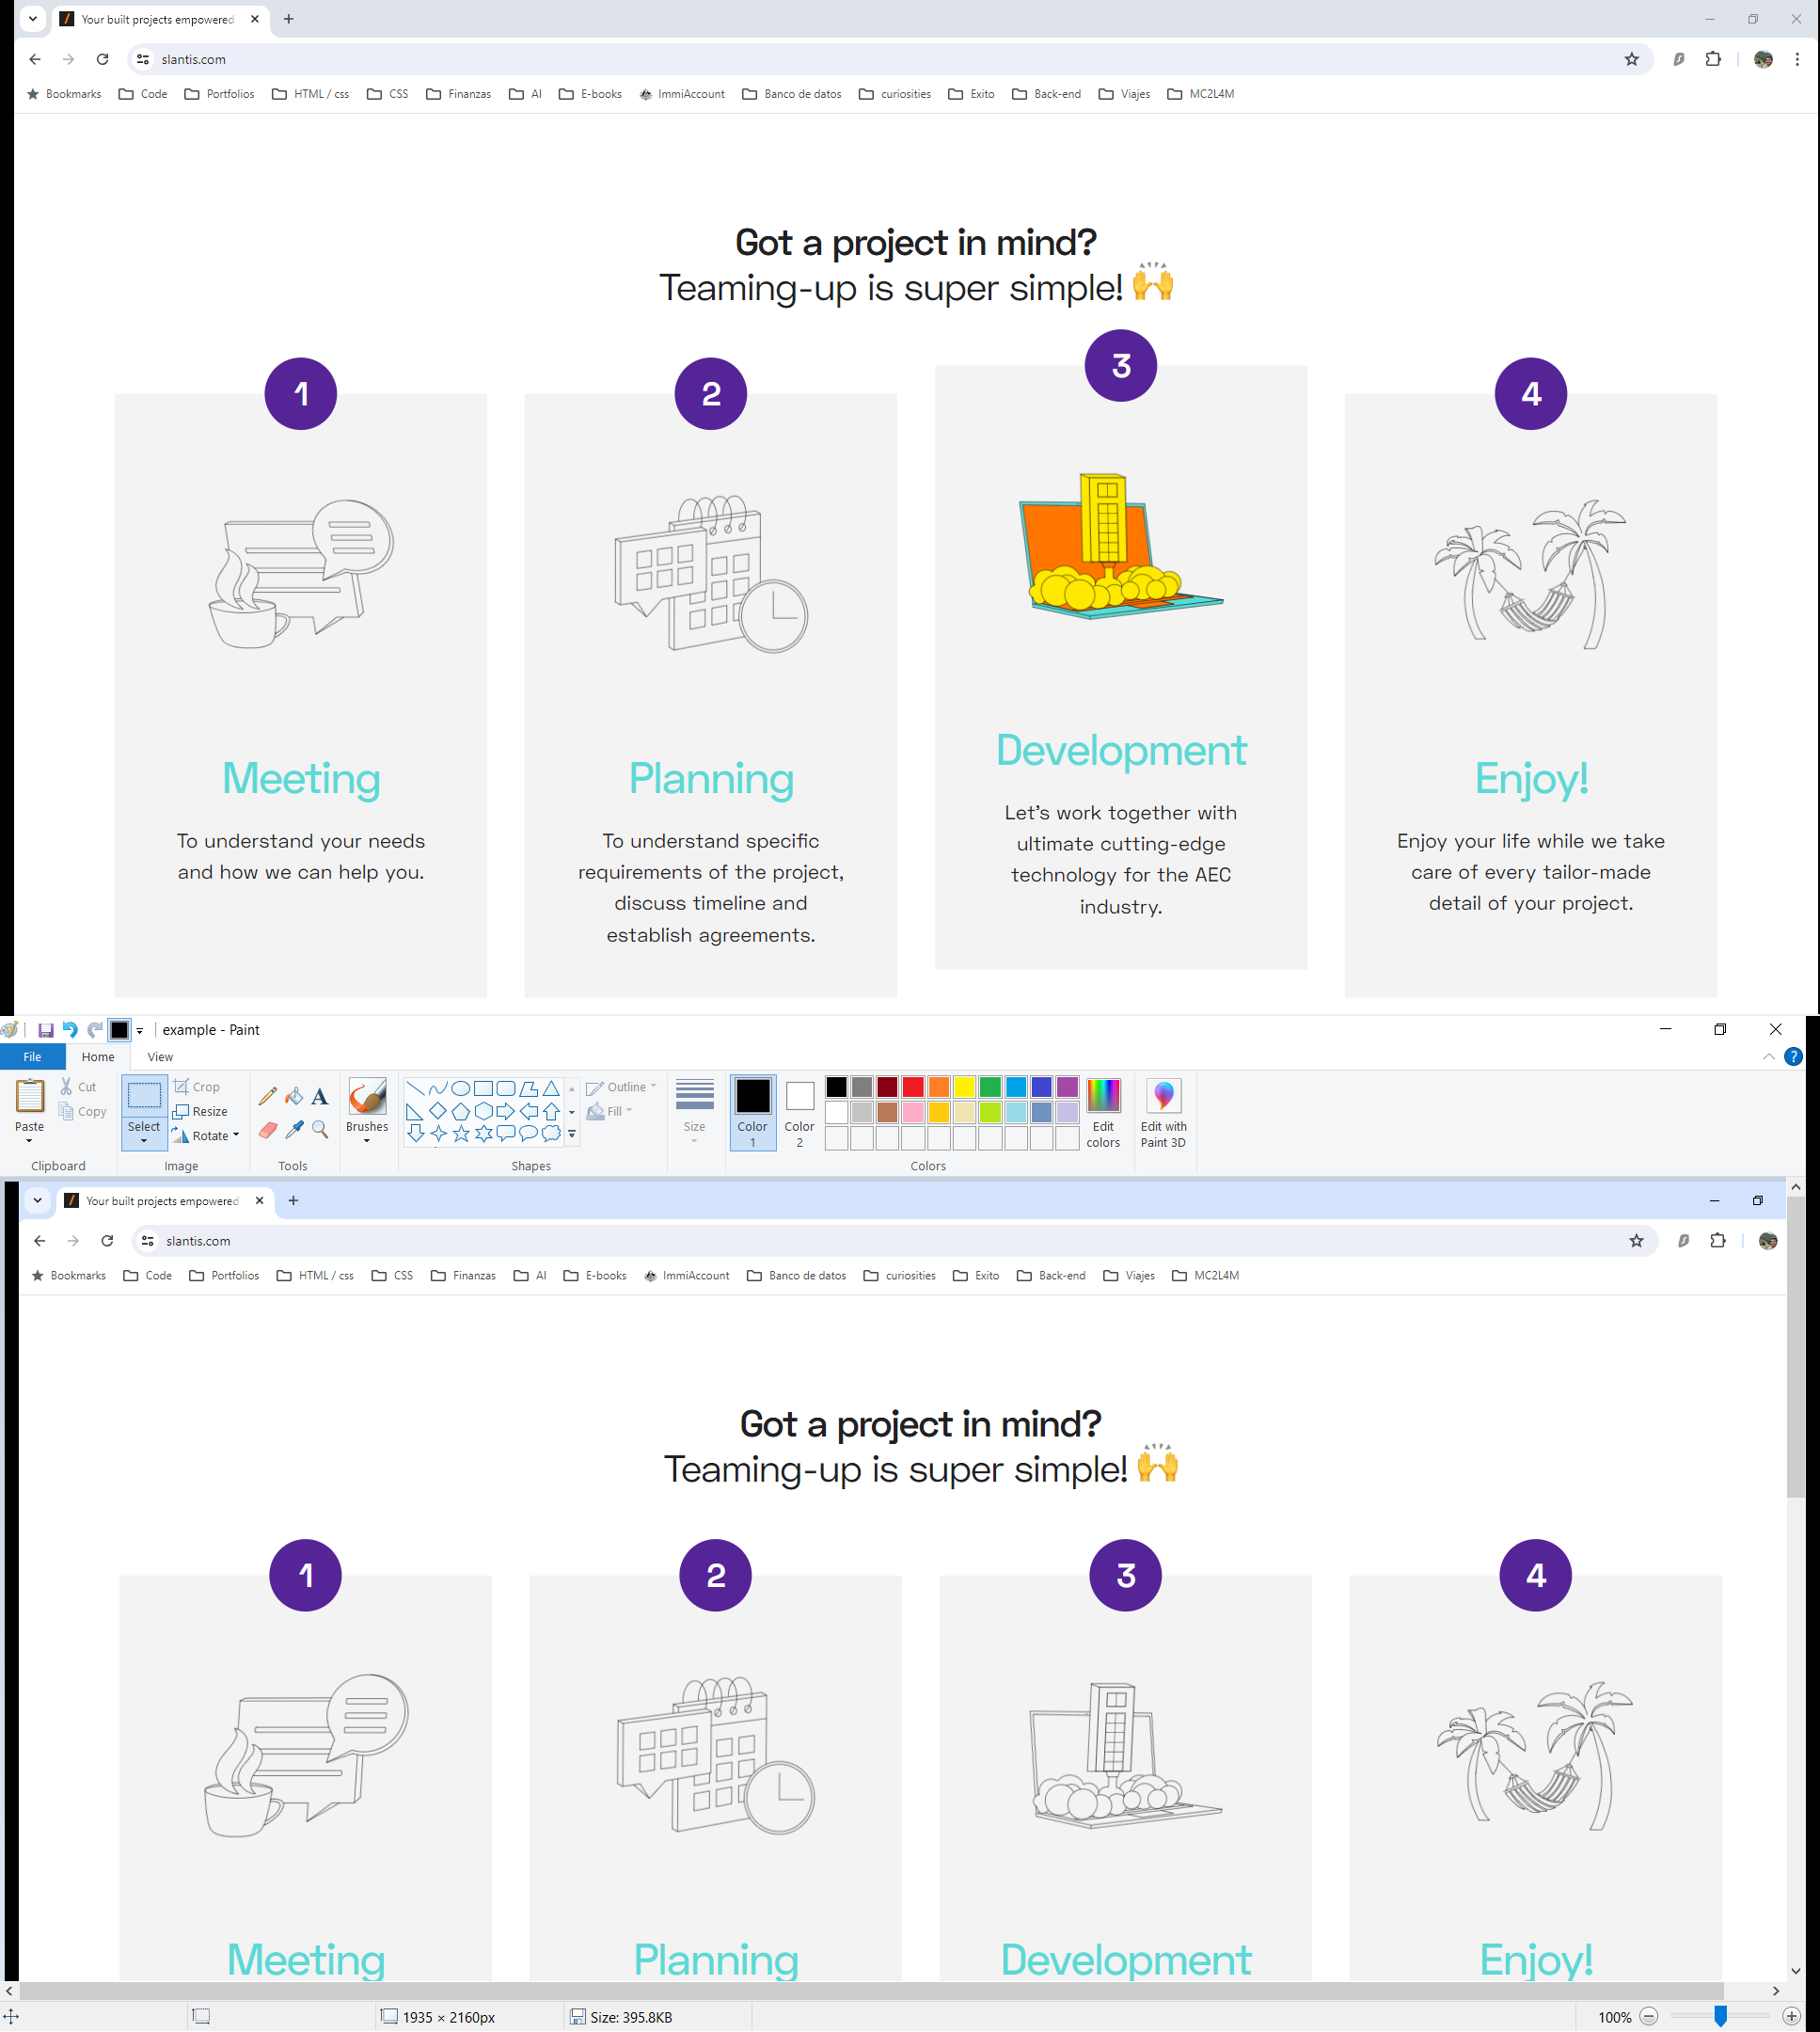 Your built projects empowered
slantis.com
Bookmarks Code Portfolios HTML / css CSS Finanzas AI E-books ImmiAccount Banco de datos curiosities Exito Back-end Viajes MC2L4M
Got a project in mind?
Teaming-up is super simple! 🙌
1
Meeting
To understand your needs
and how we can help you.
2
Planning
To understand specific
requirements of the project,
discuss timeline and
establish agreements.
3
Development
Let's work together with
ultimate cutting-edge
technology for the AEC
industry.
4
Enjoy!
Enjoy your life while we take
care of every tailor-made
detail of your project.
example - Paint
File Home View
Paste
Cut
Copy
Clipboard
Select
Crop
Resize
Rotate
Image
A
Tools
Brushes
Outline
Fill
Shapes
Size
Color
1
Color
2
Edit
colors
Colors
Edit with
Paint 3D
?
Your built projects empowered
slantis.com
Bookmarks Code Portfolios HTML / css CSS Finanzas AI E-books ImmiAccount Banco de datos curiosities Exito Back-end Viajes MC2L4M
Got a project in mind?
Teaming-up is super simple! 🙌
1 2 3 4
Meeting Planning Development Enjoy!
1935 × 2160px Size: 395.8KB 100%